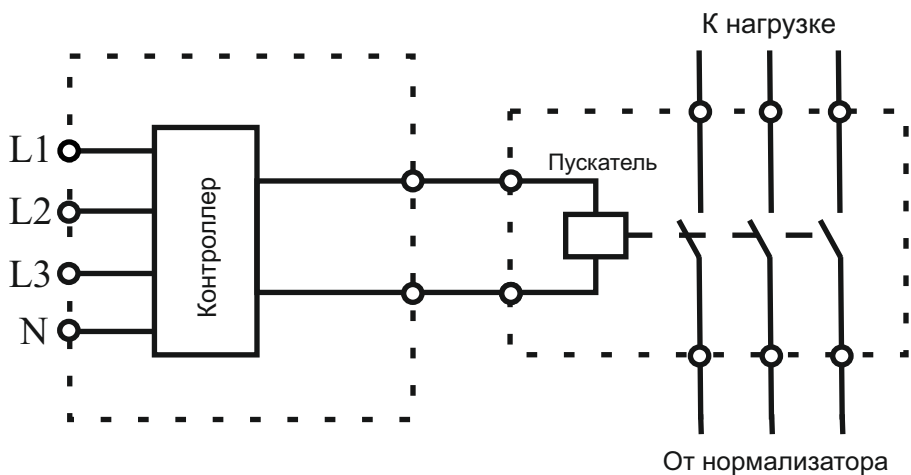 К нагрузке
Пускатель
L1
L2
L3
N
Контроллер
От нормализатора